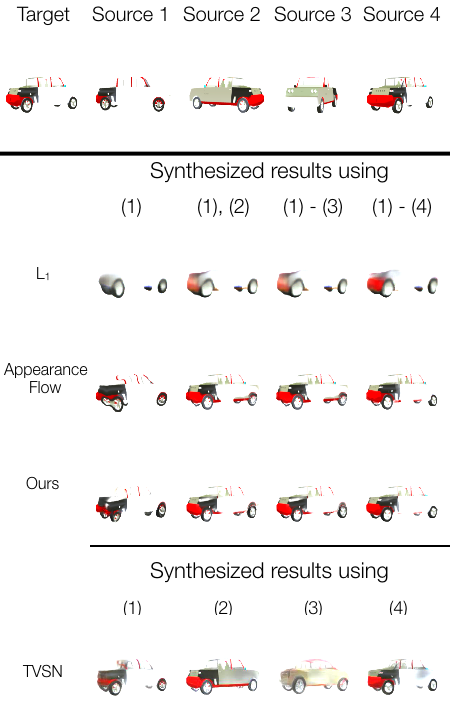 Target Source 1 Source 2 Source 3 Source 4
Synthesized results using
(1) (1), (2) (1) - (3) (1) - (4)
L₁
Appearance
Flow
Ours
Synthesized results using
(1) (2) (3) (4)
TVSN